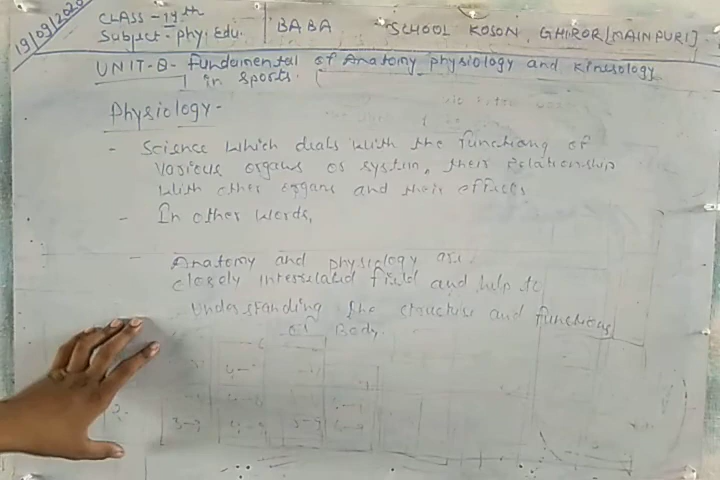 19/09/2020
CLASS - 11th
Subject - phy. Edu.
BABA
SCHOOL KOSON, GHIROR [MAINPURI]
UNIT-8- fundamental of Anatomy physiology and kinesology
in sports.
Physiology -
- Science which deals with the functiong of
various organs or system, their relationship
with other organs and their effects
- In other words,
- Anatomy and physiology are
closely interrelated field and help to
understanding the structure and functions
of Body.